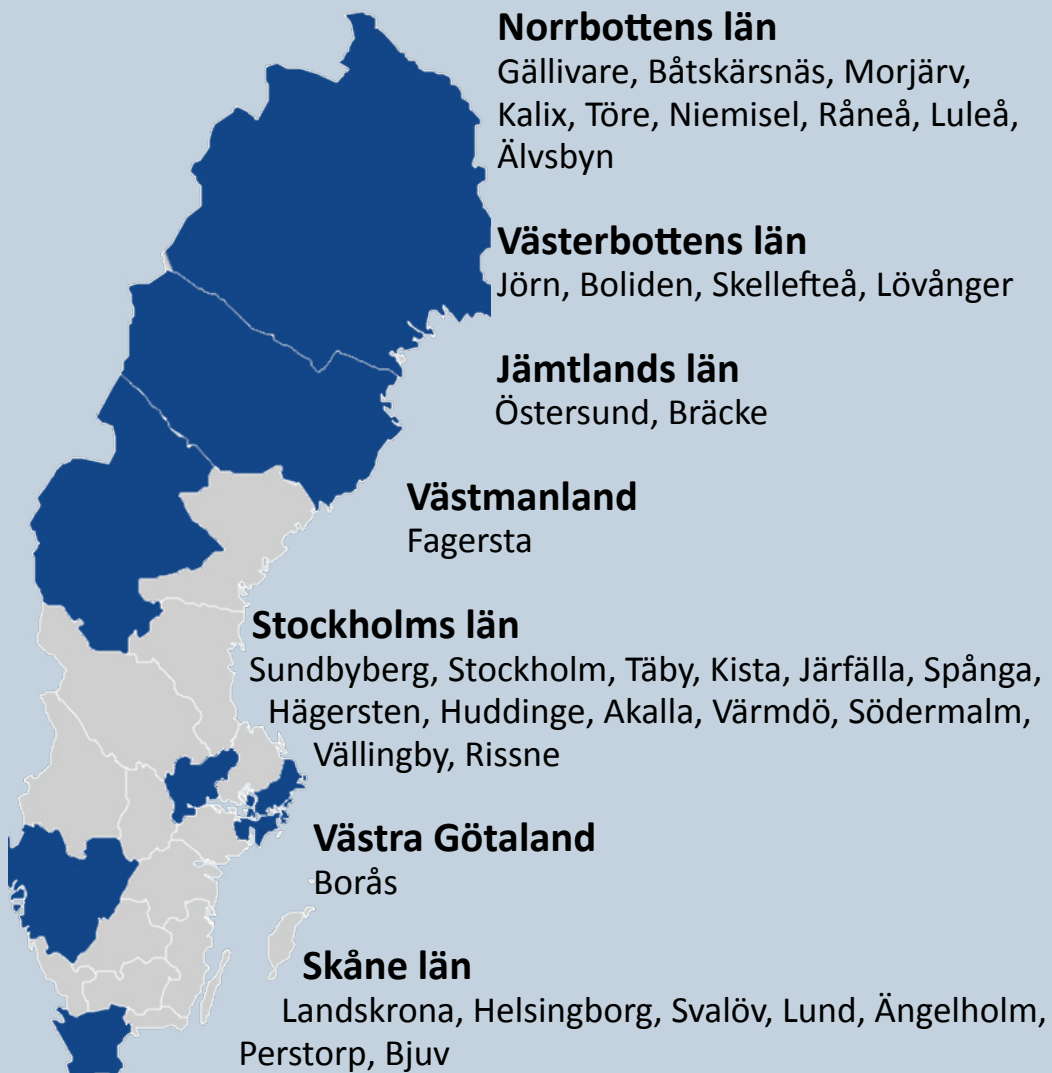 Norrbottens län
Gällivare, Båtskärsnäs, Morjärv,
Kalix, Töre, Niemisel, Råneå, Luleå,
Älvsbyn
Västerbottens län
Jörn, Boliden, Skellefteå, Lövånger
Jämtlands län
Östersund, Bräcke
Västmanland
Fagersta
Stockholms län
Sundbyberg, Stockholm, Täby, Kista, Järfälla, Spånga,
Hägersten, Huddinge, Akalla, Värmdö, Södermalm,
Vällingby, Rissne
Västra Götaland
Borås
Skåne län
Landskrona, Helsingborg, Svalöv, Lund, Ängelholm,
Perstorp, Bjuv